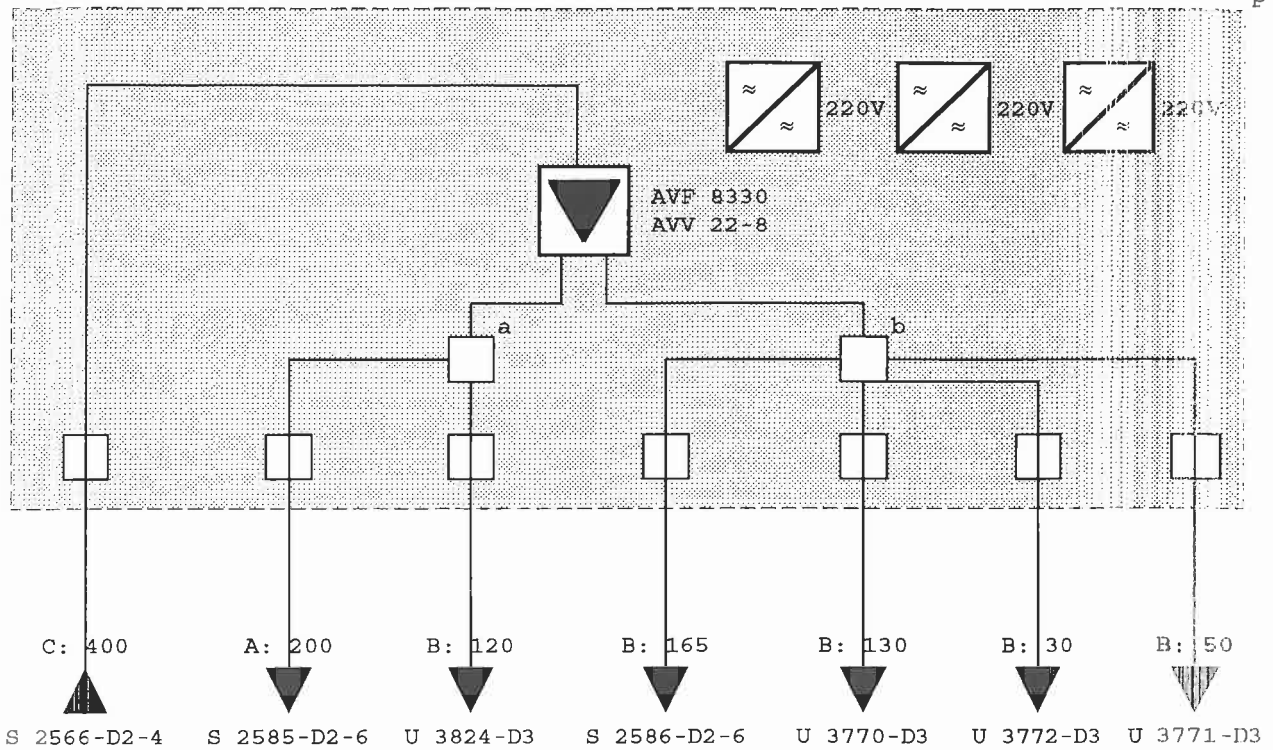 P
220V 220V 220V
AVF 8330
AVV 22-8
a
b
C: 400 A: 200 B: 120 B: 165 B: 130 B: 30 B: 50
S 2566-D2-4 S 2585-D2-6 U 3824-D3 S 2586-D2-6 U 3770-D3 U 3772-D3 U 3771-D3